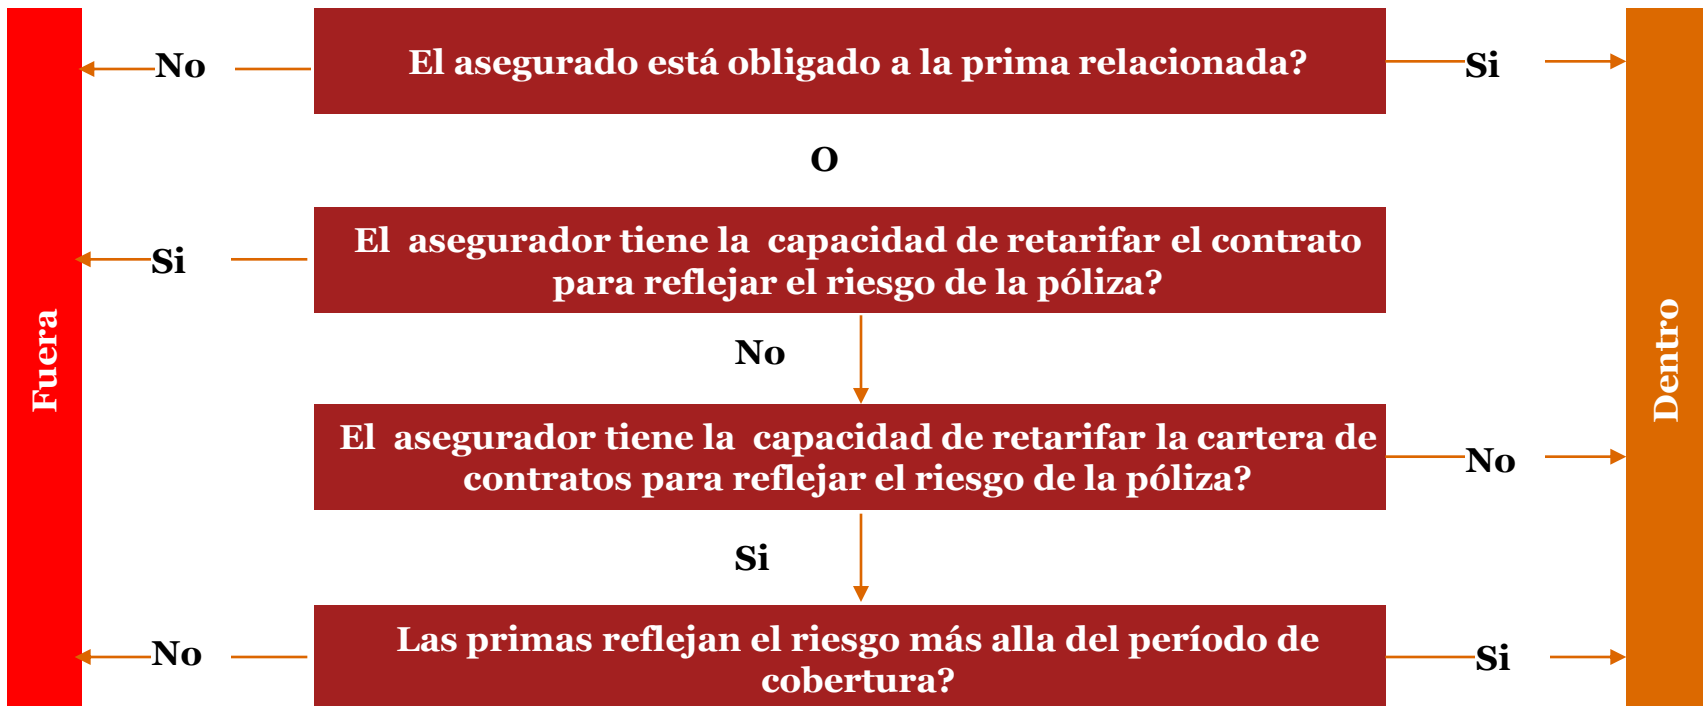 No
El asegurado está obligado a la prima relacionada?
Si
O
Si
El asegurador tiene la capacidad de retarifar el contrato
para reflejar el riesgo de la póliza?
No
Fuera
El asegurador tiene la capacidad de retarifar la cartera de
contratos para reflejar el riesgo de la póliza?
No
Dentro
Si
No
Las primas reflejan el riesgo más alla del período de
cobertura?
Si